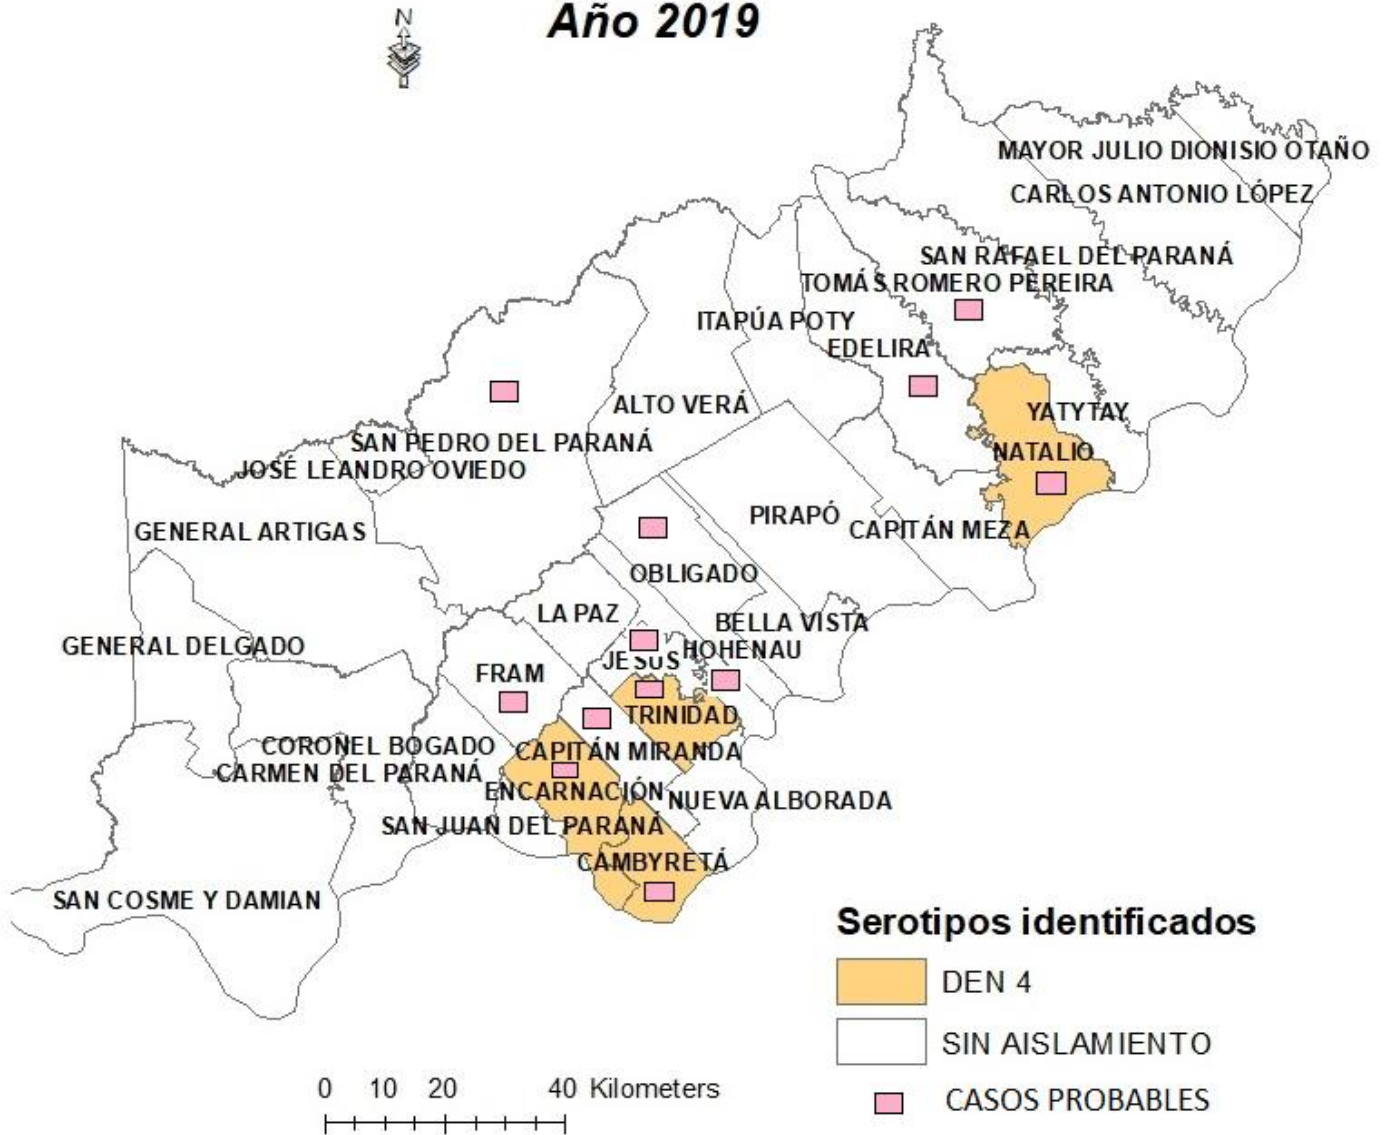 Año 2019
N
MAYOR JULIO DIONISIO OTAÑO
CARLOS ANTONIO LÓPEZ
SAN RAFAEL DEL PARANÁ
TOMÁS ROMERO PEREIRA
ITAPÚA POTY
EDELIRA
ALTO VERÁ
YATYTAY
SAN PEDRO DEL PARANÁ
NATALIO
JOSÉ LEANDRO OVIEDO
PIRAPÓ
GENERAL ARTIGAS
CAPITÁN MEZA
OBLIGADO
LA PAZ
BELLA VISTA
GENERAL DELGADO
HOHENAU
JESÚS
FRAM
TRINIDAD
CORONEL BOGADO
CAPITÁN MIRANDA
CARMEN DEL PARANÁ
ENCARNACIÓN
NUEVA ALBORADA
SAN JUAN DEL PARANÁ
CAMBYRETÁ
SAN COSME Y DAMIAN
Serotipos identificados
DEN 4
SIN AISLAMIENTO
CASOS PROBABLES
0 10 20 40 Kilometers